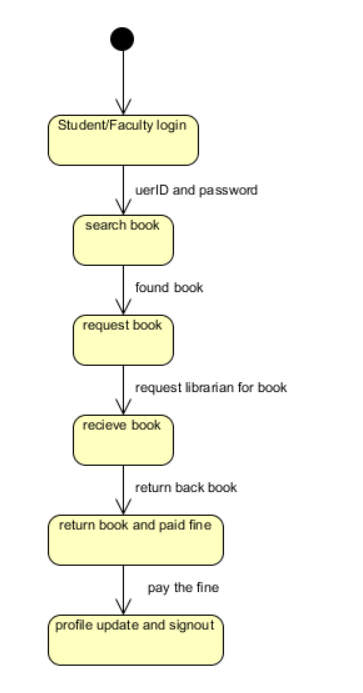 Student/Faculty login
uerID and password
search book
found book
request book
request librarian for book
recieve book
return back book
return book and paid fine
pay the fine
profile update and signout